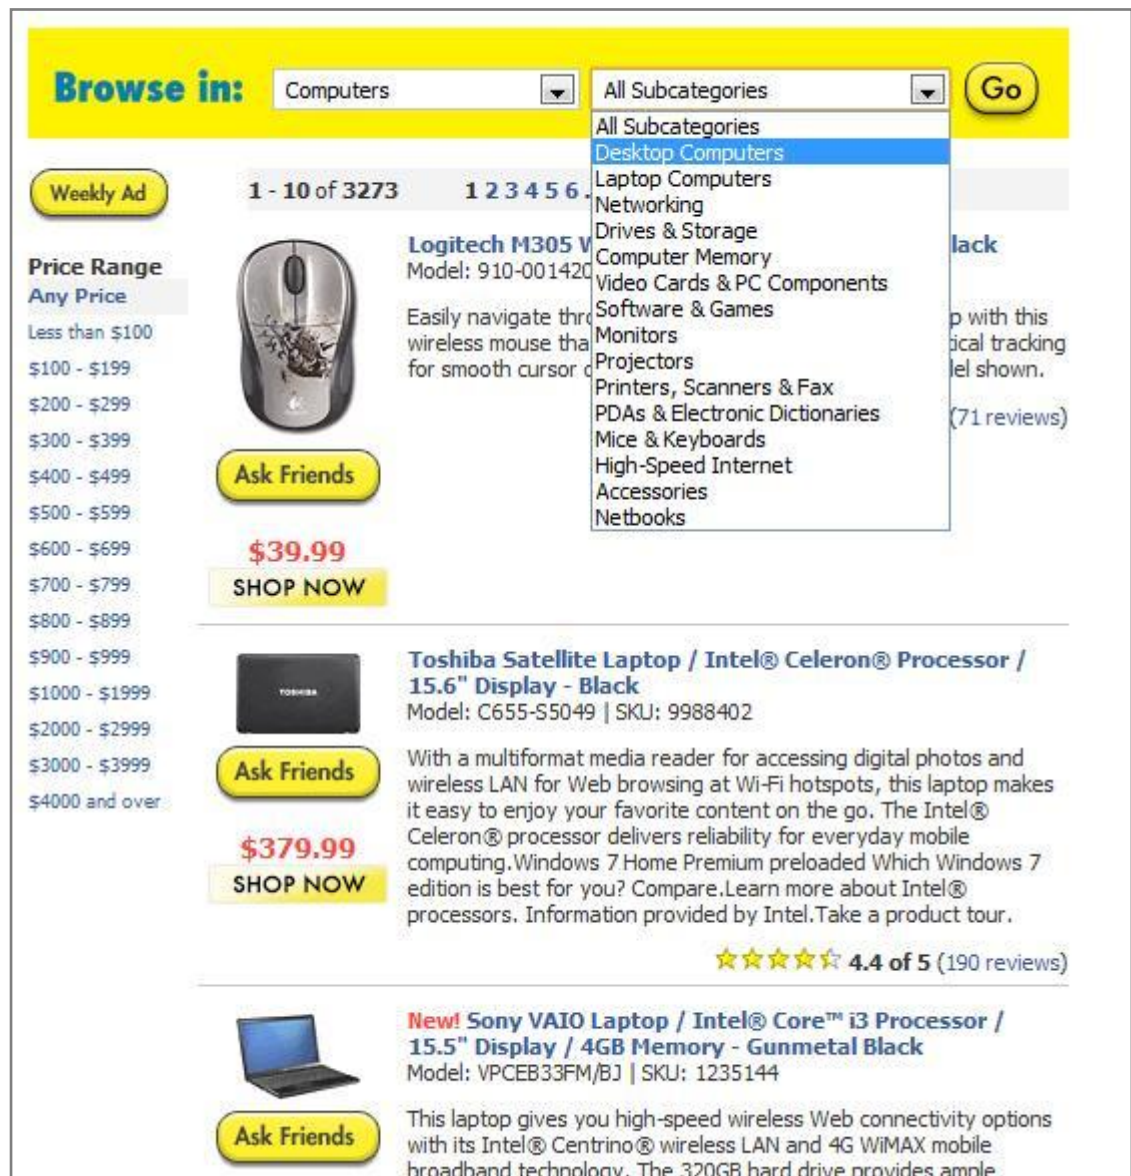 Browse in: Computers All Subcategories Go
All Subcategories
Desktop Computers
Laptop Computers
Networking
Drives & Storage
Computer Memory
Video Cards & PC Components
Software & Games
Monitors
Projectors
Printers, Scanners & Fax
PDAs & Electronic Dictionaries
Mice & Keyboards
High-Speed Internet
Accessories
Netbooks
Weekly Ad
1 - 10 of 3273 1 2 3 4 5 6 .
Price Range
Any Price
Less than $100
$100 - $199
$200 - $299
$300 - $399
$400 - $499
$500 - $599
$600 - $699
$700 - $799
$800 - $899
$900 - $999
$1000 - $1999
$2000 - $2999
$3000 - $3999
$4000 and over
Logitech M305 W lack
Model: 910-001420
Easily navigate thro p with this
wireless mouse tha ical tracking
for smooth cursor el shown.
(71 reviews)
Ask Friends
$39.99
SHOP NOW
TOSHIBA
Toshiba Satellite Laptop / Intel® Celeron® Processor /
15.6" Display - Black
Model: C655-S5049 | SKU: 9988402
With a multiformat media reader for accessing digital photos and
wireless LAN for Web browsing at Wi-Fi hotspots, this laptop makes
it easy to enjoy your favorite content on the go. The Intel®
Celeron® processor delivers reliability for everyday mobile
computing.Windows 7 Home Premium preloaded Which Windows 7
edition is best for you? Compare.Learn more about Intel®
processors. Information provided by Intel.Take a product tour.
4.4 of 5 (190 reviews)
Ask Friends
$379.99
SHOP NOW
New! Sony VAIO Laptop / Intel® Core™ i3 Processor /
15.5" Display / 4GB Memory - Gunmetal Black
Model: VPCEB33FM/BJ | SKU: 1235144
This laptop gives you high-speed wireless Web connectivity options
with its Intel® Centrino® wireless LAN and 4G WiMAX mobile
broadband technology. The 320GB hard drive provides ample
Ask Friends